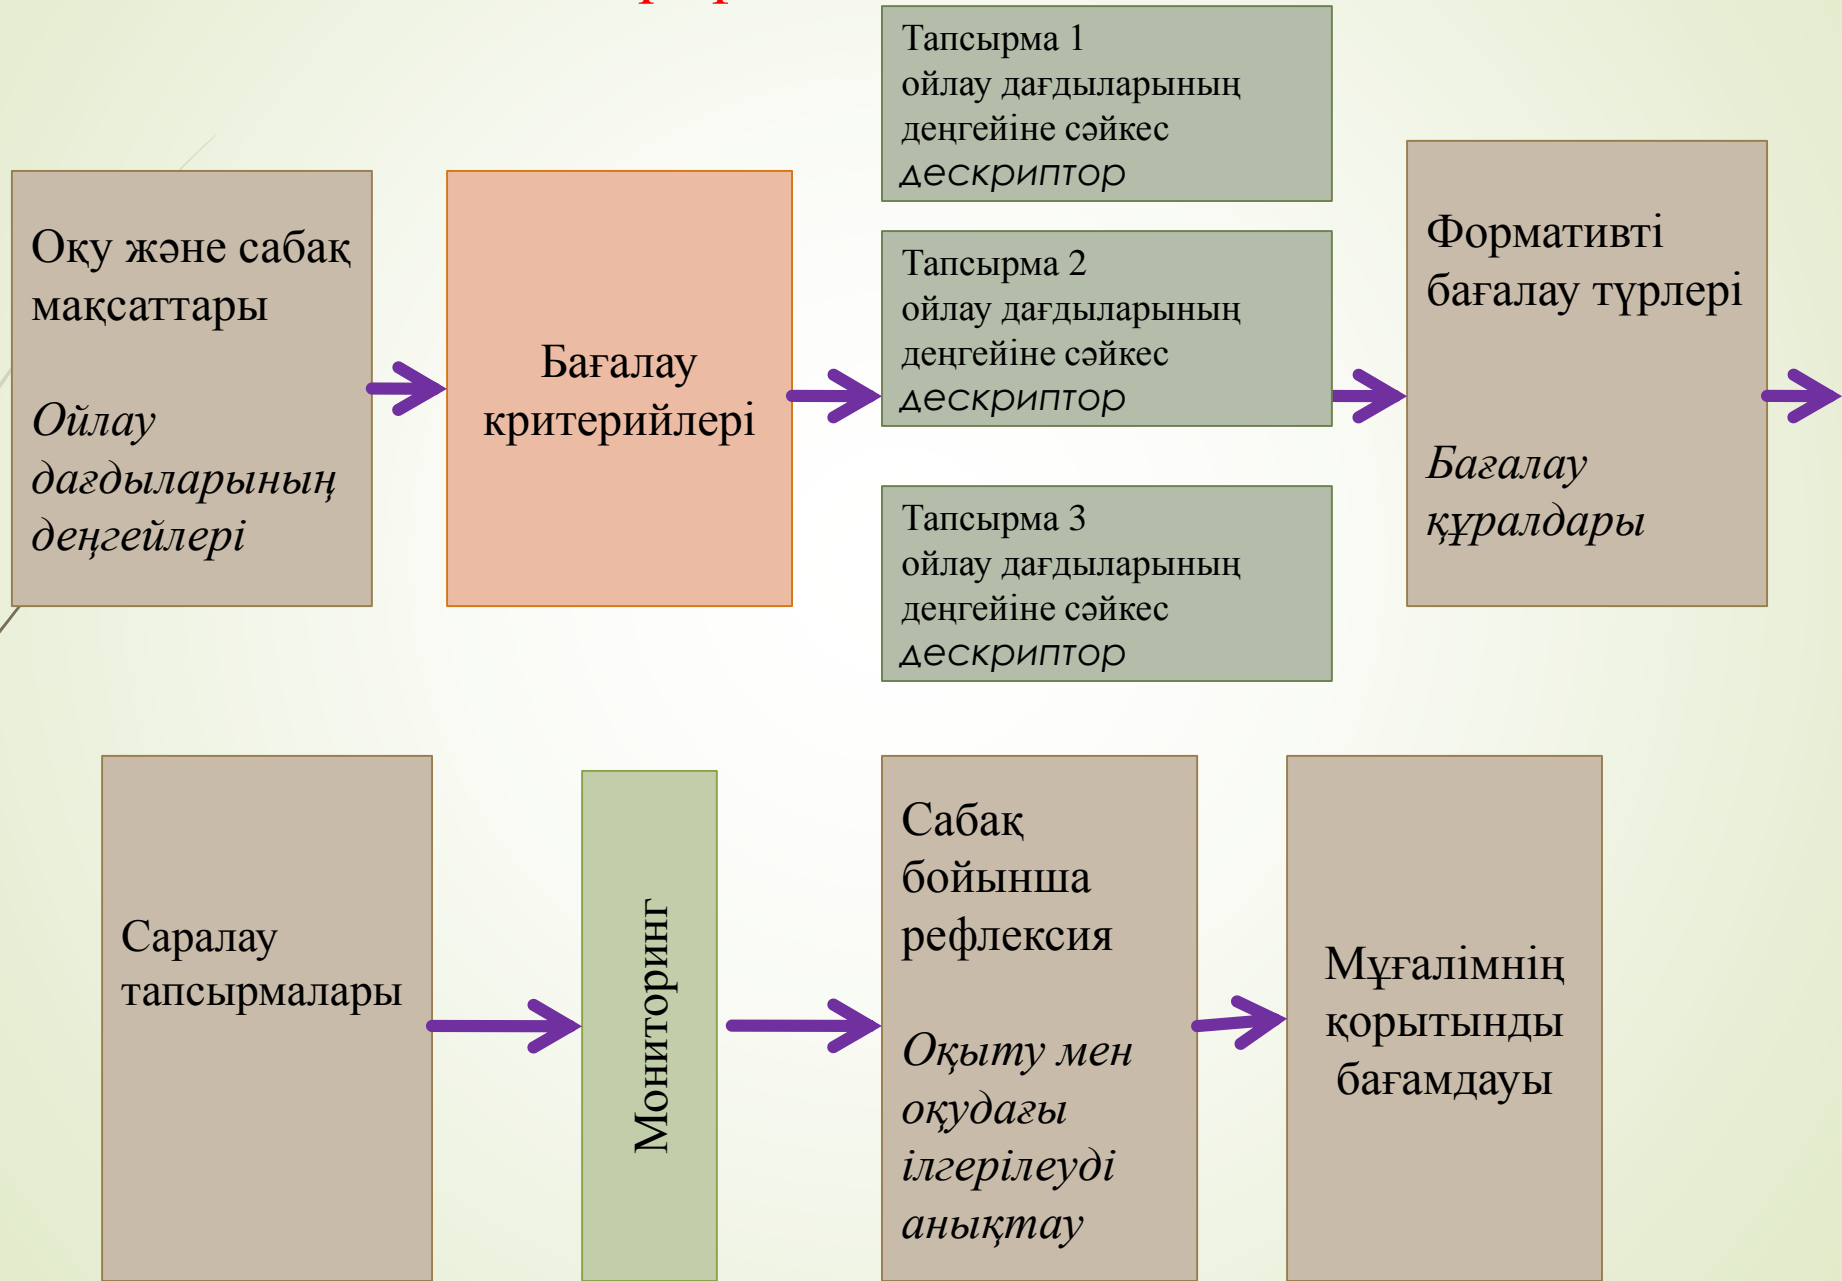 Оқу және сабақ
мақсаттары
Ойлау
дағдыларының
деңгейлері
Бағалау
критерийлері
Тапсырма 1
ойлау дағдыларының
деңгейіне сәйкес
дескриптор
Тапсырма 2
ойлау дағдыларының
деңгейіне сәйкес
дескриптор
Тапсырма 3
ойлау дағдыларының
деңгейіне сәйкес
дескриптор
Формативті
бағалау түрлері
Бағалау
құралдары
Саралау
тапсырмалары
Мониторинг
Сабақ
бойынша
рефлексия
Оқыту мен
оқудағы
ілгерілеуді
анықтау
Мұғалімнің
қорытынды
бағамдауы